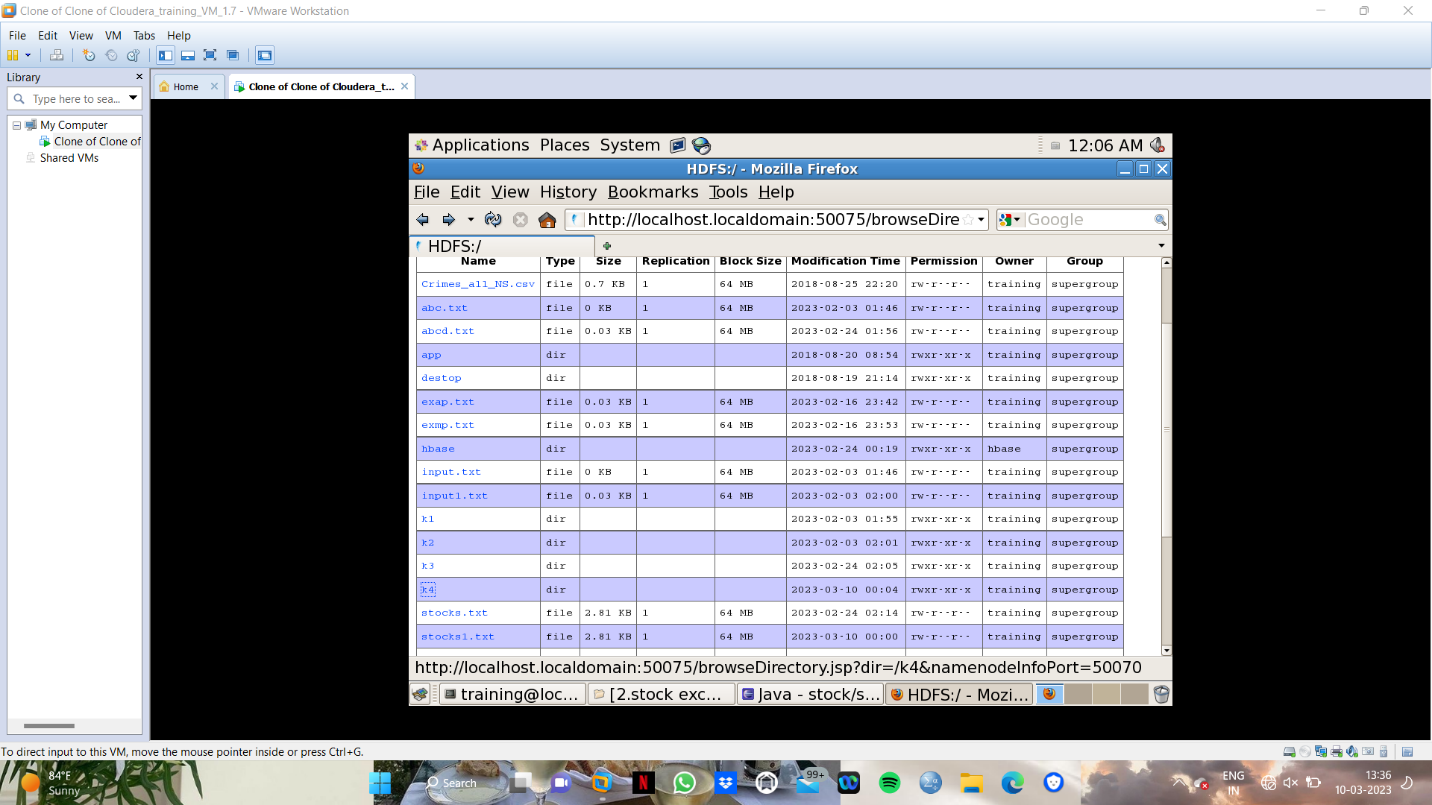 Clone of Clone of Cloudera_training_VM_1.7 - VMware Workstation
File Edit View VM Tabs Help
Library
Type here to sea...
My Computer
Clone of Clone of
Shared VMs
Home
Clone of Clone of Cloudera_t...
Applications Places System 12:06 AM
HDFS:/ - Mozilla Firefox
File Edit View History Bookmarks Tools Help
http://localhost.localdomain:50075/browseDire Google
HDFS:/
Name Type Size Replication Block Size Modification Time Permission Owner Group
Crimes_all_NS.csv file 0.7 KB 1 64 MB 2018-08-25 22:20 rw-r--r-- training supergroup
abc.txt file 0 KB 1 64 MB 2023-02-03 01:46 rw-r--r-- training supergroup
abcd.txt file 0.03 KB 1 64 MB 2023-02-24 01:56 rw-r--r-- training supergroup
app dir 2018-08-20 08:54 rwxr-xr-x training supergroup
destop dir 2018-08-19 21:14 rwxr-xr-x training supergroup
exap.txt file 0.03 KB 1 64 MB 2023-02-16 23:42 rw-r--r-- training supergroup
exmp.txt file 0.03 KB 1 64 MB 2023-02-16 23:53 rw-r--r-- training supergroup
hbase dir 2023-02-24 00:19 rwxr-xr-x hbase supergroup
input.txt file 0 KB 1 64 MB 2023-02-03 01:46 rw-r--r-- training supergroup
input1.txt file 0.03 KB 1 64 MB 2023-02-03 02:00 rw-r--r-- training supergroup
k1 dir 2023-02-03 01:55 rwxr-xr-x training supergroup
k2 dir 2023-02-03 02:01 rwxr-xr-x training supergroup
k3 dir 2023-02-24 02:05 rwxr-xr-x training supergroup
k4 dir 2023-03-10 00:04 rwxr-xr-x training supergroup
stocks.txt file 2.81 KB 1 64 MB 2023-02-24 02:14 rw-r--r-- training supergroup
stocks1.txt file 2.81 KB 1 64 MB 2023-03-10 00:00 rw-r--r-- training supergroup
http://localhost.localdomain:50075/browseDirectory.jsp?dir=/k4&namenodeInfoPort=50070
training@loc... [2.stock exc... Java - stock/s... HDFS:/ - Mozi...
To direct input to this VM, move the mouse pointer inside or press Ctrl+G.
84°F
Sunny
Search
99+
ENG
IN
13:36
10-03-2023